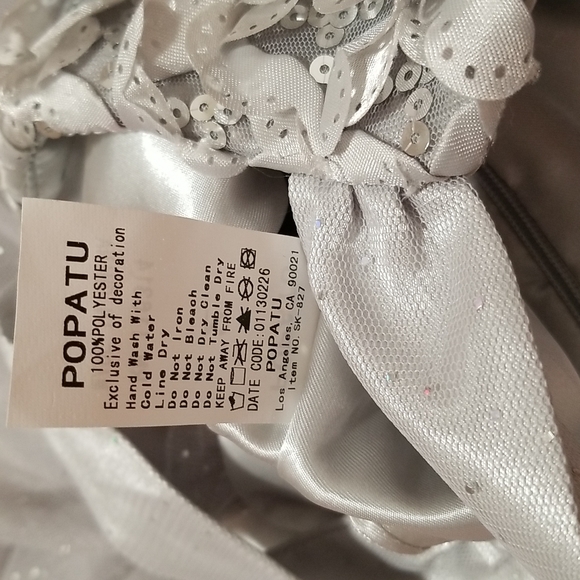 POPATU
100%POLYESTER
Exclusive of decoration
Hand Wash With
Cold Water
Line Dry
Do Not Iron
Do Not Bleach
Do Not Dry Clean
Do Not Tumble Dry
KEEP AWAY FROM FIRE
DATE CODE:01130226
POPATU
Los Angeles, CA 90021
Item NO.SK-827